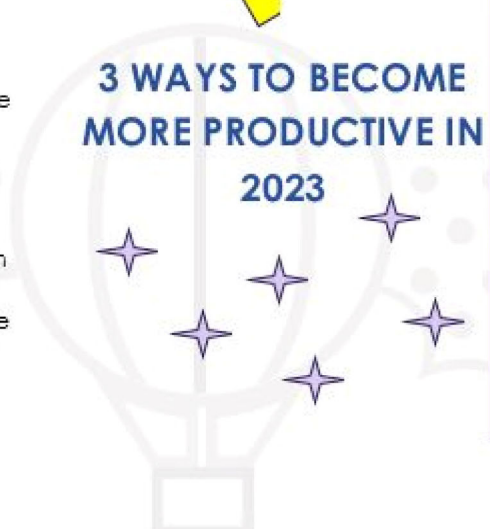 3 WAYS TO BECOME
MORE PRODUCTIVE IN
2023
e
n
e